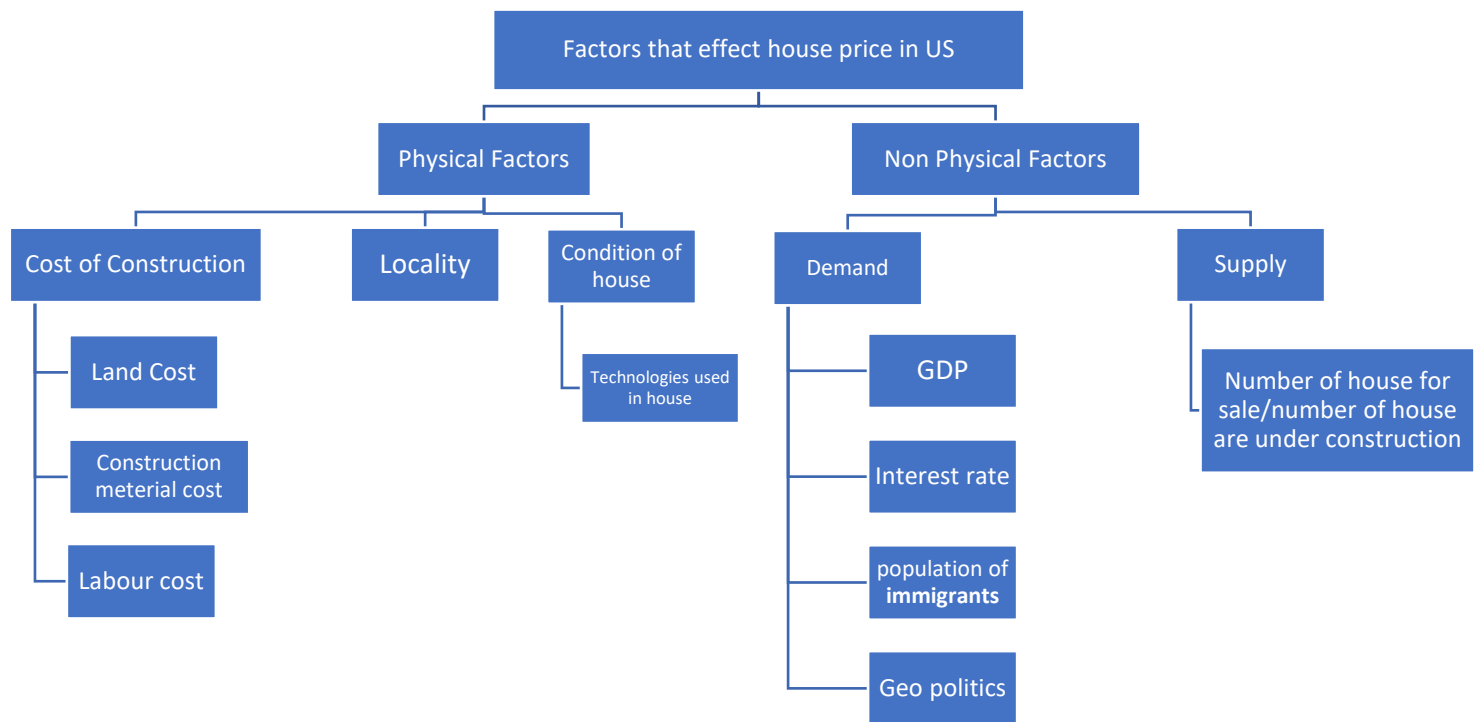 Factors that effect house price in US
Physical Factors
Non Physical Factors
Cost of Construction
Locality
Condition of
house
Demand
Supply
Land Cost
Construction
meterial cost
Labour cost
Technologies used
in house
GDP
Interest rate
population of
immigrants
Geo politics
Number of house for
sale/number of house
are under construction